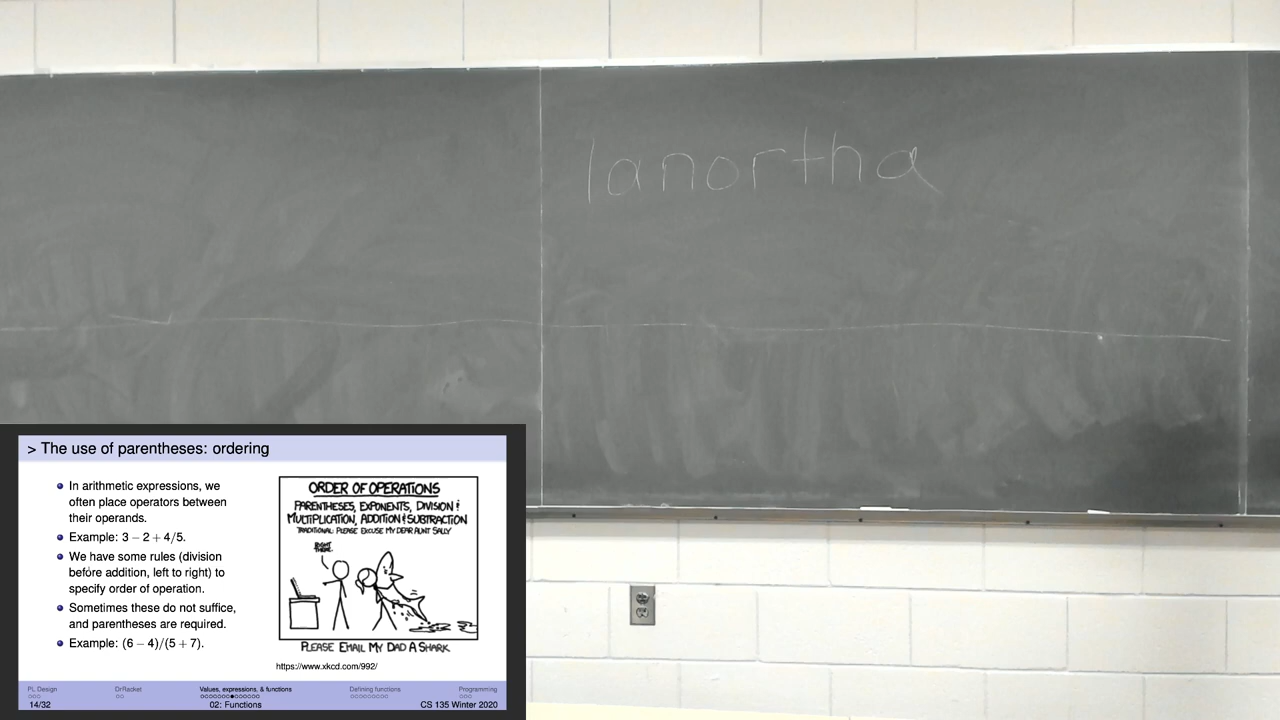 lanortha
> The use of parentheses: ordering
In arithmetic expressions, we
often place operators between
their operands.
Example: 3 − 2 + 4/5.
We have some rules (division
before addition, left to right) to
specify order of operation.
Sometimes these do not suffice,
and parentheses are required.
Example: (6 − 4)/(5 + 7).
ORDER OF OPERATIONS
PARENTHESES, EXPONENTS, DIVISION &
MULTIPLICATION, ADDITION & SUBTRACTION
TRADITIONAL: PLEASE EXCUSE MY DEAR AUNT SALLY
RIGHT
THERE.
PLEASE EMAIL MY DAD A SHARK
https://www.xkcd.com/992/
PL Design DrRacket Values, expressions, & functions Defining functions Programming
14/32 02: Functions CS 135 Winter 2020